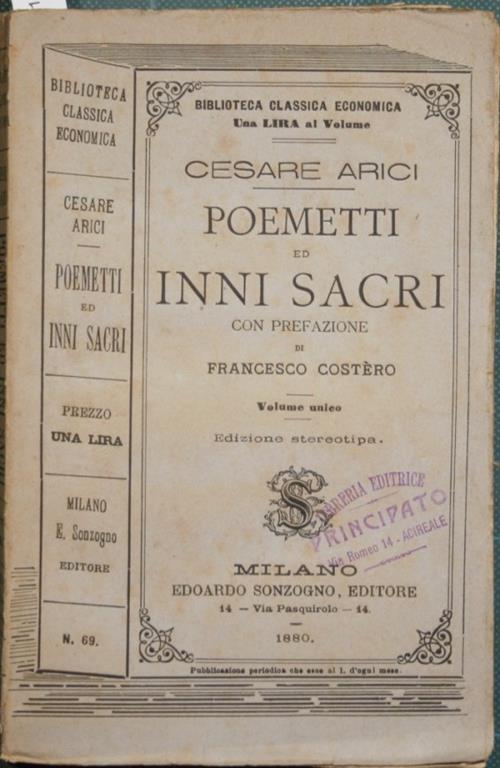 BIBLIOTECA
CLASSICA
ECONOMICA
CESARE
ARICI
POEMETTI
ED
INNI SACRI
PREZZO
UNA LIRA
MILANO
E. Sonzogno
EDITORE
N. 69.
BIBLIOTECA CLASSICA ECONOMICA
Una LIRA al Volume
CESARE ARICI
POEMETTI
ED
INNI SACRI
CON PREFAZIONE
DI
FRANCESCO COSTÈRO
Volume unico
Edizione stereotipa.
LIBRERIA EDITRICE
PRINCIPATO
Via Romeo 14 - ACIREALE
MILANO
EDOARDO SONZOGNO, EDITORE
14 — Via Pasquirolo — 14.
1880.
Pubblicazione periodica che esce al 1. d'ogni mese.